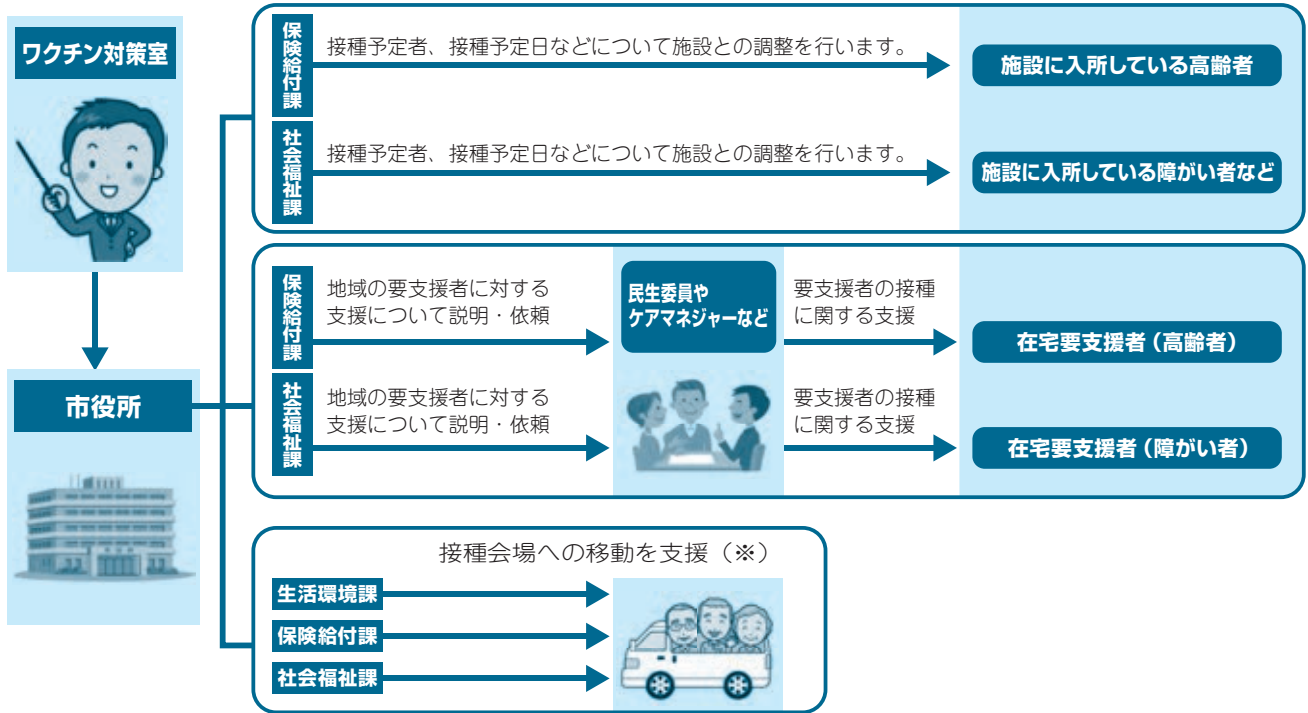 ワクチン対策室
市役所
保険給付課
接種予定者、接種予定日などについて施設との調整を行います。
施設に入所している高齢者
社会福祉課
接種予定者、接種予定日などについて施設との調整を行います。
施設に入所している障がい者など
保険給付課
地域の要支援者に対する
支援について説明・依頼
民生委員や
ケアマネジャーなど
要支援者の接種
に関する支援
在宅要支援者(高齢者)
社会福祉課
地域の要支援者に対する
支援について説明・依頼
要支援者の接種
に関する支援
在宅要支援者(障がい者)
接種会場への移動を支援(※)
生活環境課
保険給付課
社会福祉課